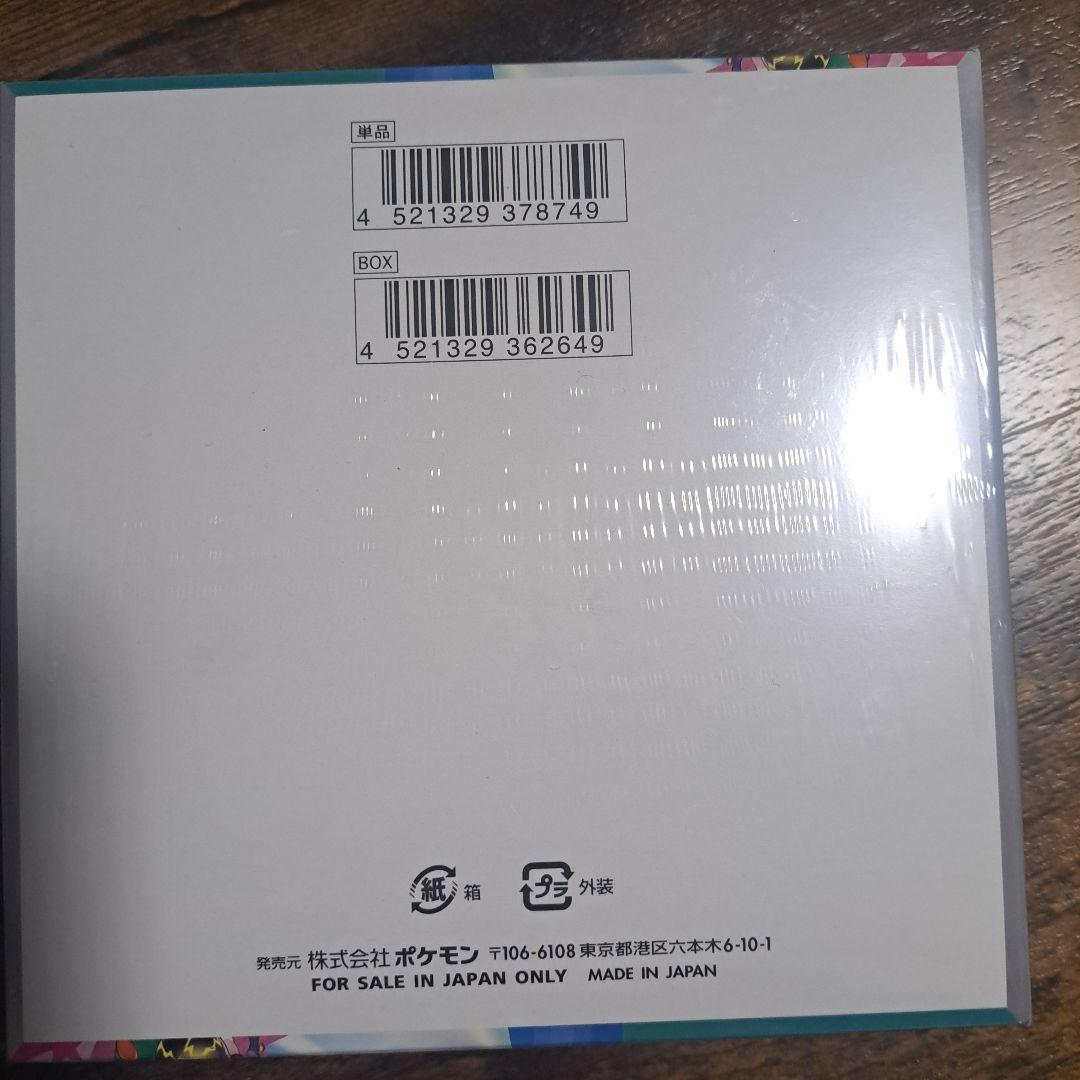 単品
4 521329 378749
BOX
4 521329 362649
紙 箱 プラ 外装
発売元 株式会社 ポケモン 〒106-6108 東京都港区六本木6-10-1
FOR SALE IN JAPAN ONLY MADE IN JAPAN